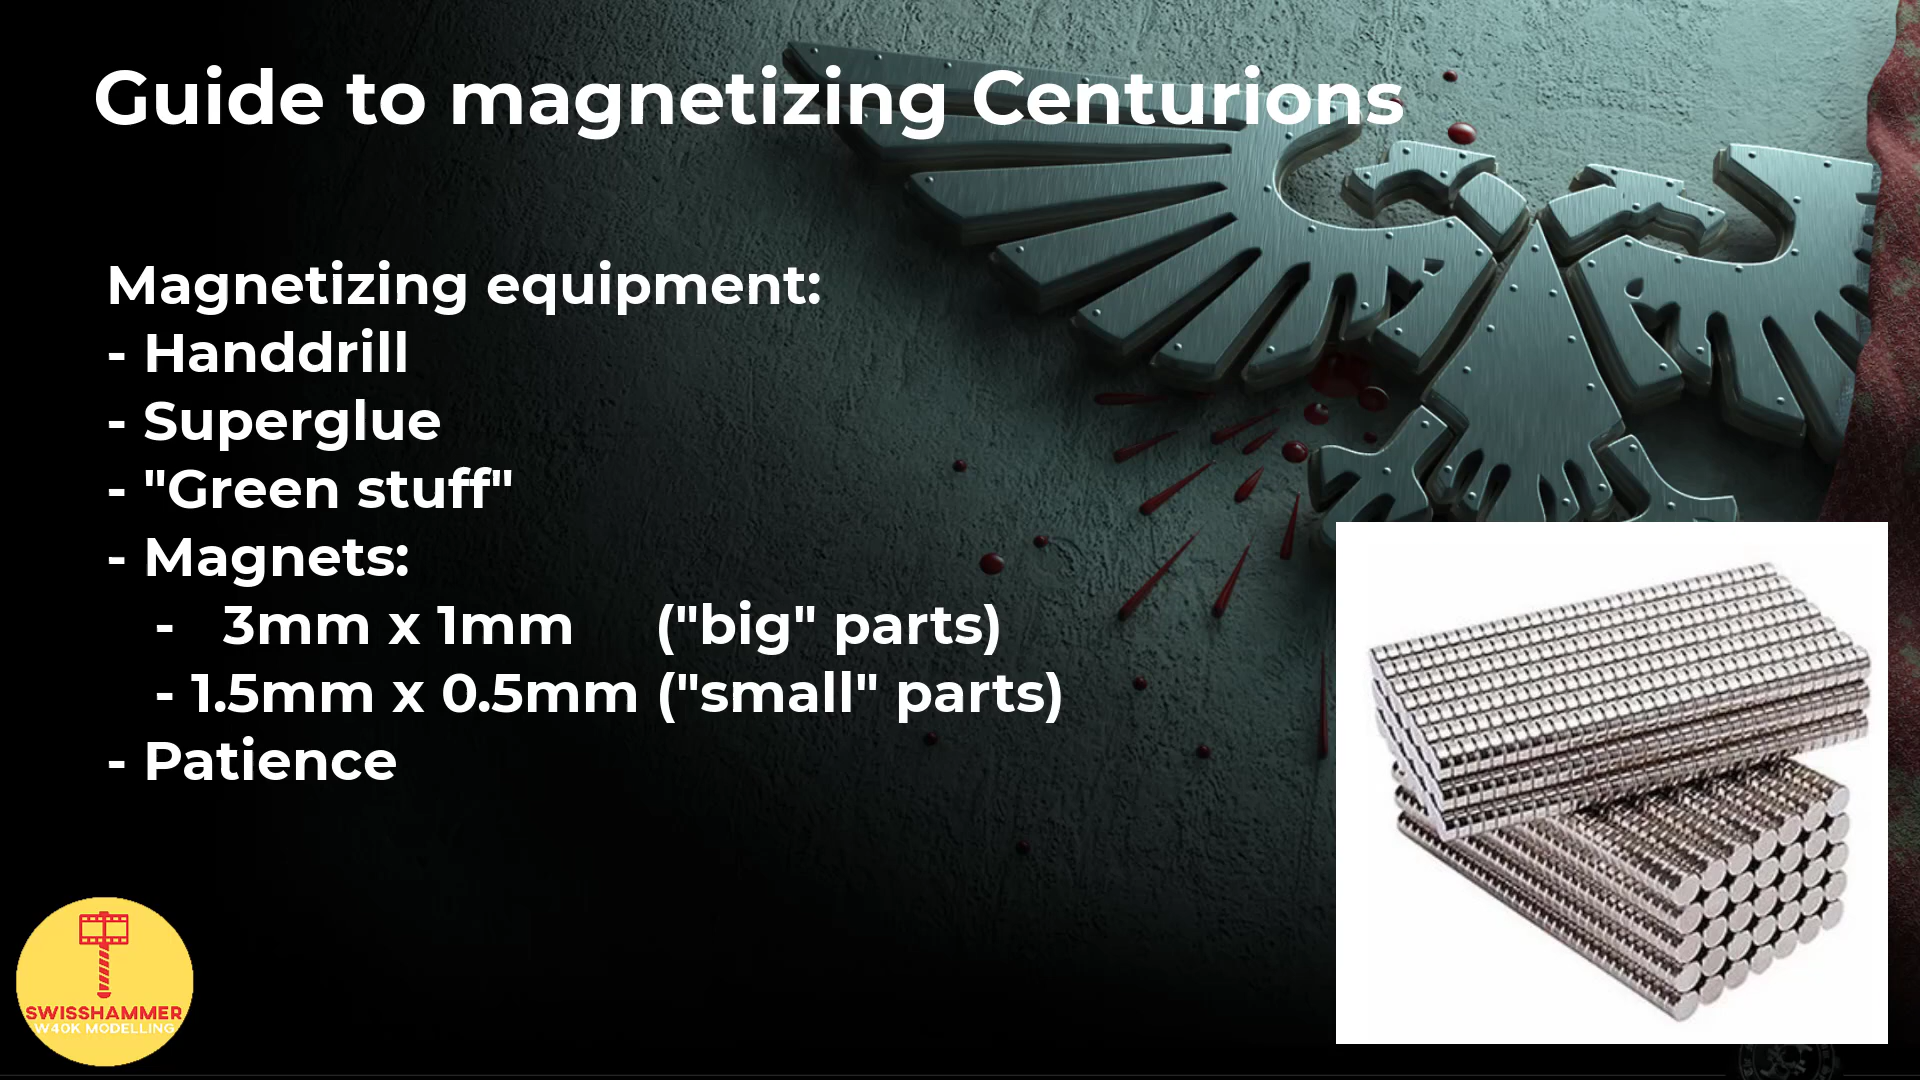 Guide to magnetizing Centurions
Magnetizing equipment:
- Handdrill
- Superglue
- "Green stuff"
- Magnets:
- 3mm x 1mm ("big" parts)
- 1.5mm x 0.5mm ("small" parts)
- Patience
SWISSHAMMER
W40K MODELLING